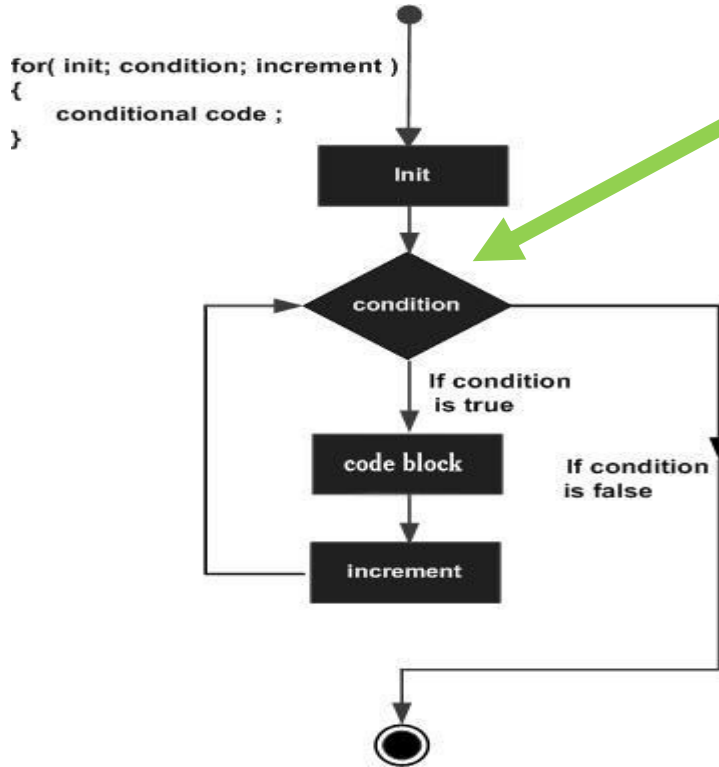 for( init; condition; increment )
{
conditional code ;
}
Init
condition
If condition
is true
code block
If condition
is false
increment